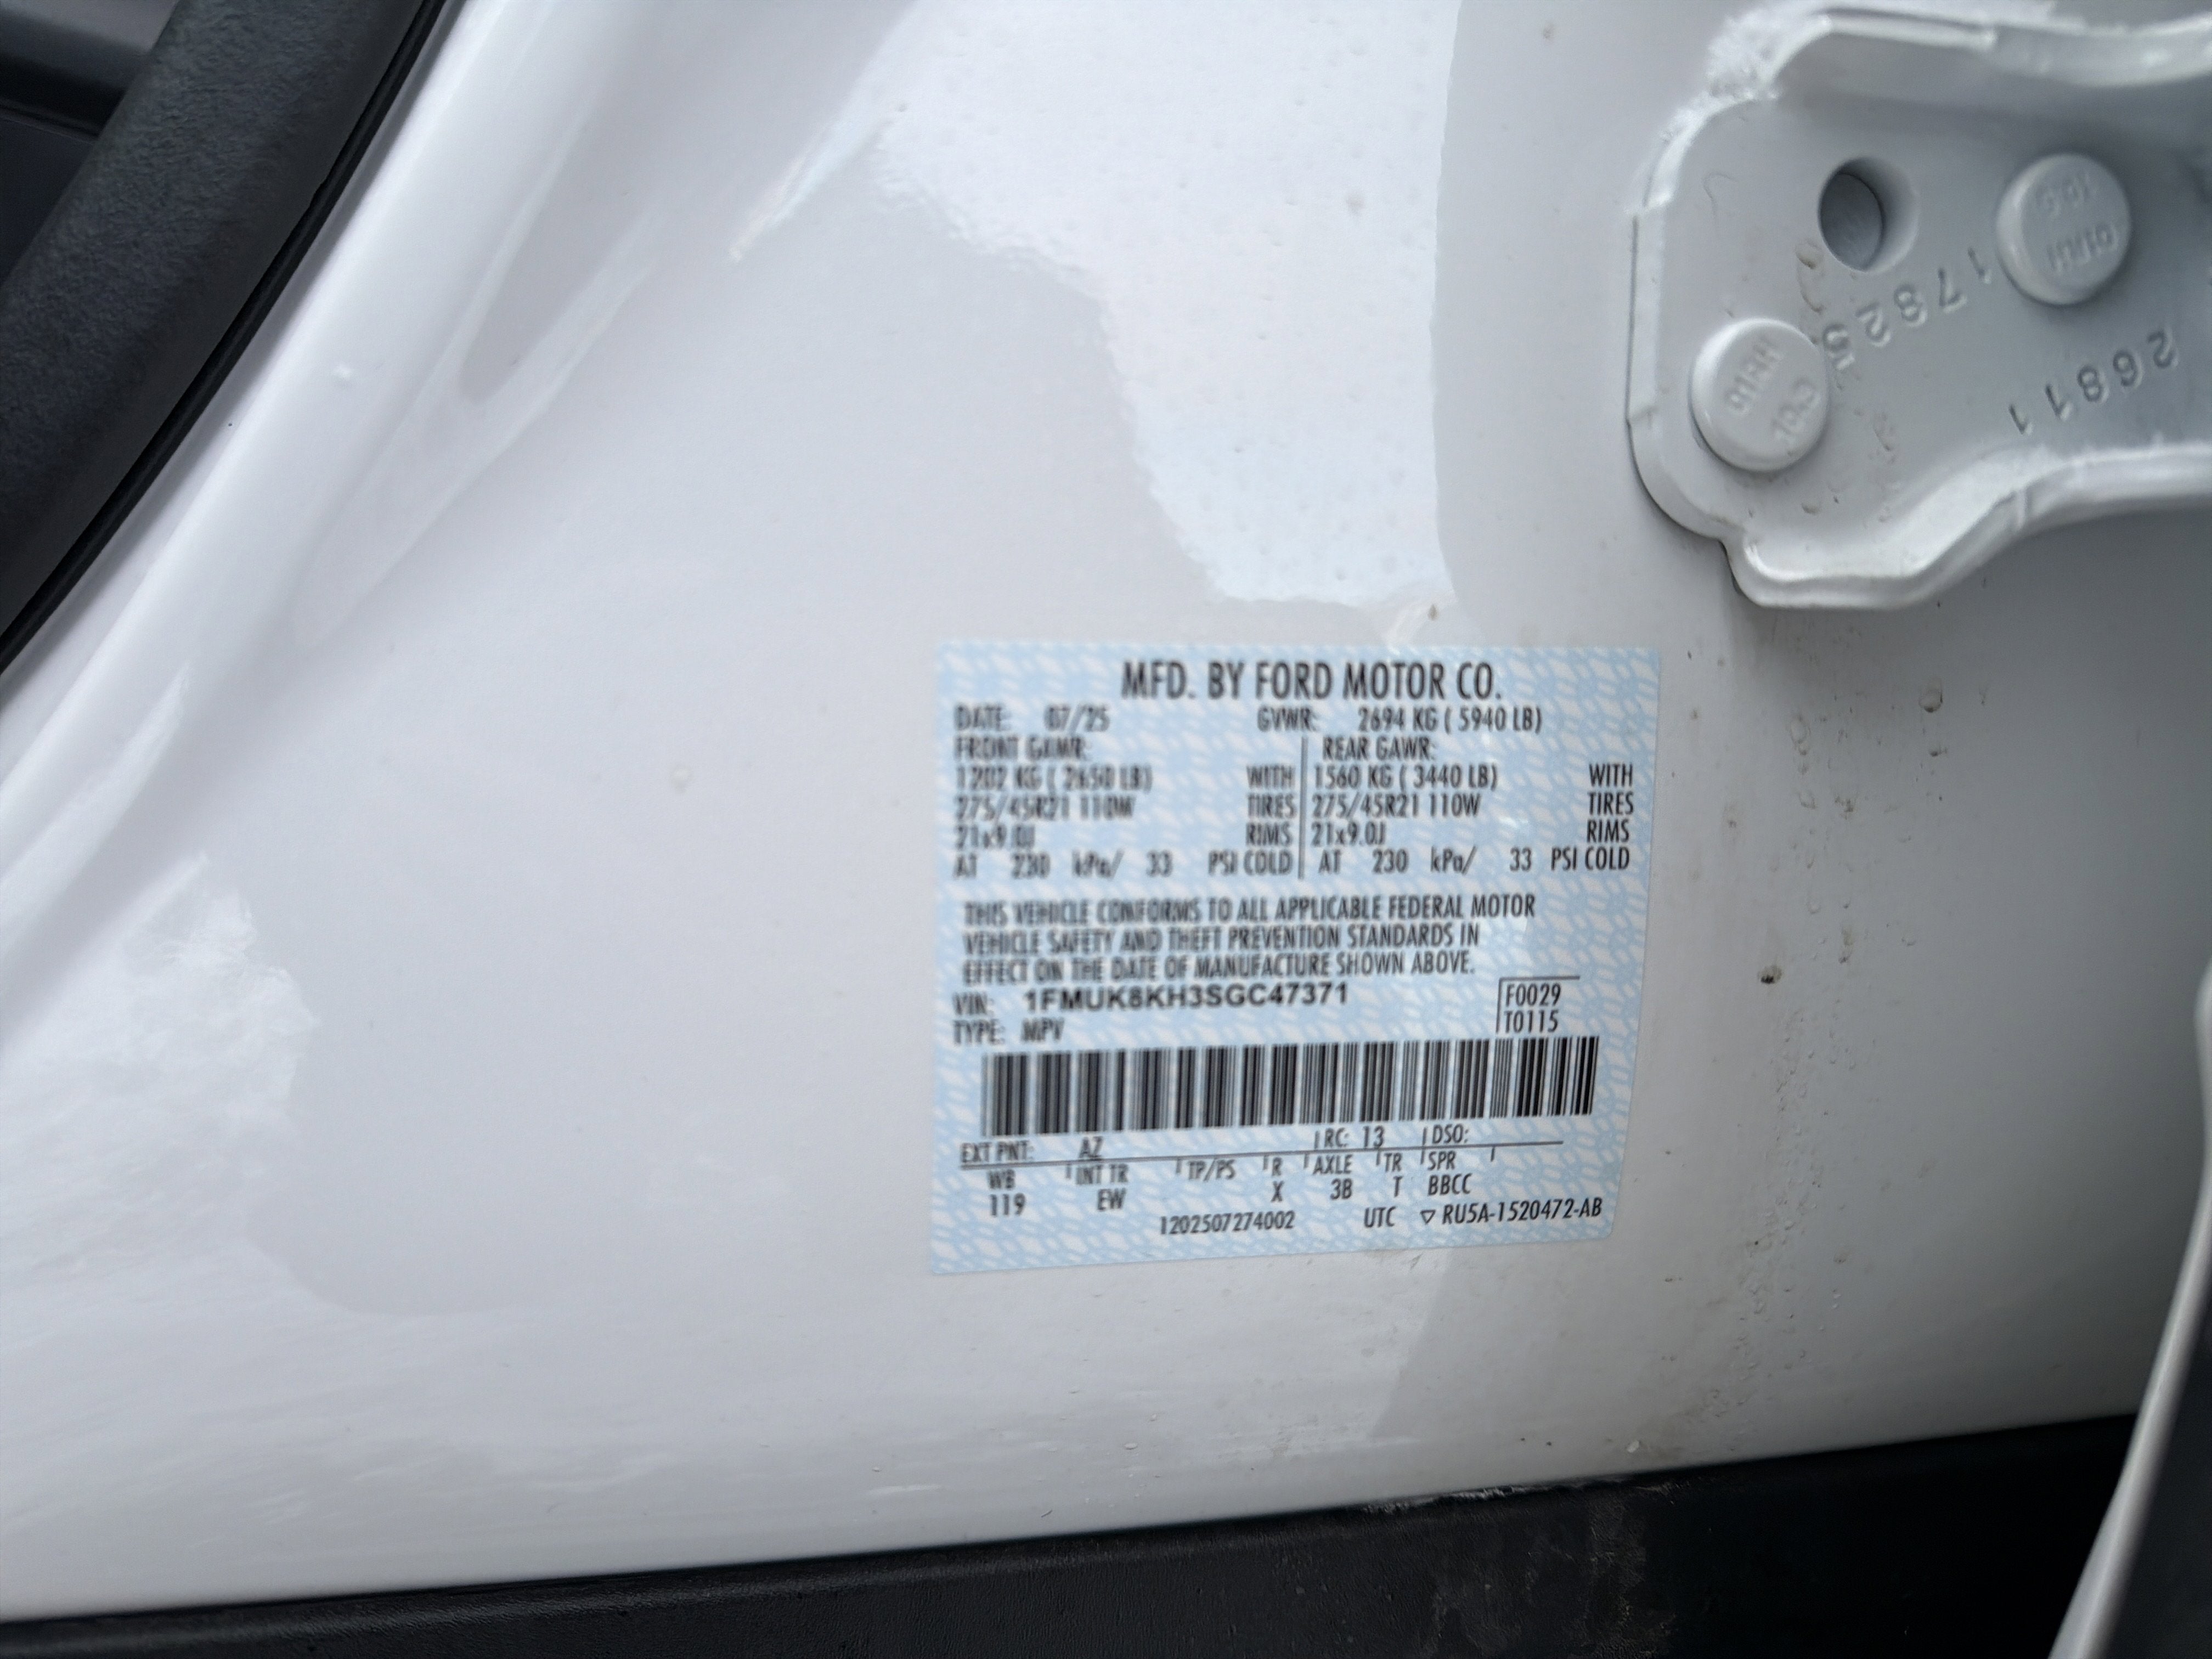 17825
26811
MFD. BY FORD MOTOR CO.
DATE: 07/25 GVWR: 2694 KG ( 5940 LB)
FRONT GAWR: REAR GAWR:
1202 KG ( 2650 LB) WITH 1560 KG ( 3440 LB) WITH
275/45R21 110W TIRES 275/45R21 110W TIRES
21x9.0J RIMS 21x9.0J RIMS
AT 230 kPa/ 33 PSI COLD AT 230 kPa/ 33 PSI COLD
THIS VEHICLE CONFORMS TO ALL APPLICABLE FEDERAL MOTOR
VEHICLE SAFETY AND THEFT PREVENTION STANDARDS IN
EFFECT ON THE DATE OF MANUFACTURE SHOWN ABOVE.
VIN: 1FMUK8KH3SGC47371 F0029
TYPE: MPV T0115
EXT PNT: AZ RC: 13 DSO:
WB INT TR TP/PS R AXLE TR SPR
119 EW X 3B T BBCC
1202507274002 UTC ▽ RU5A-1520472-AB